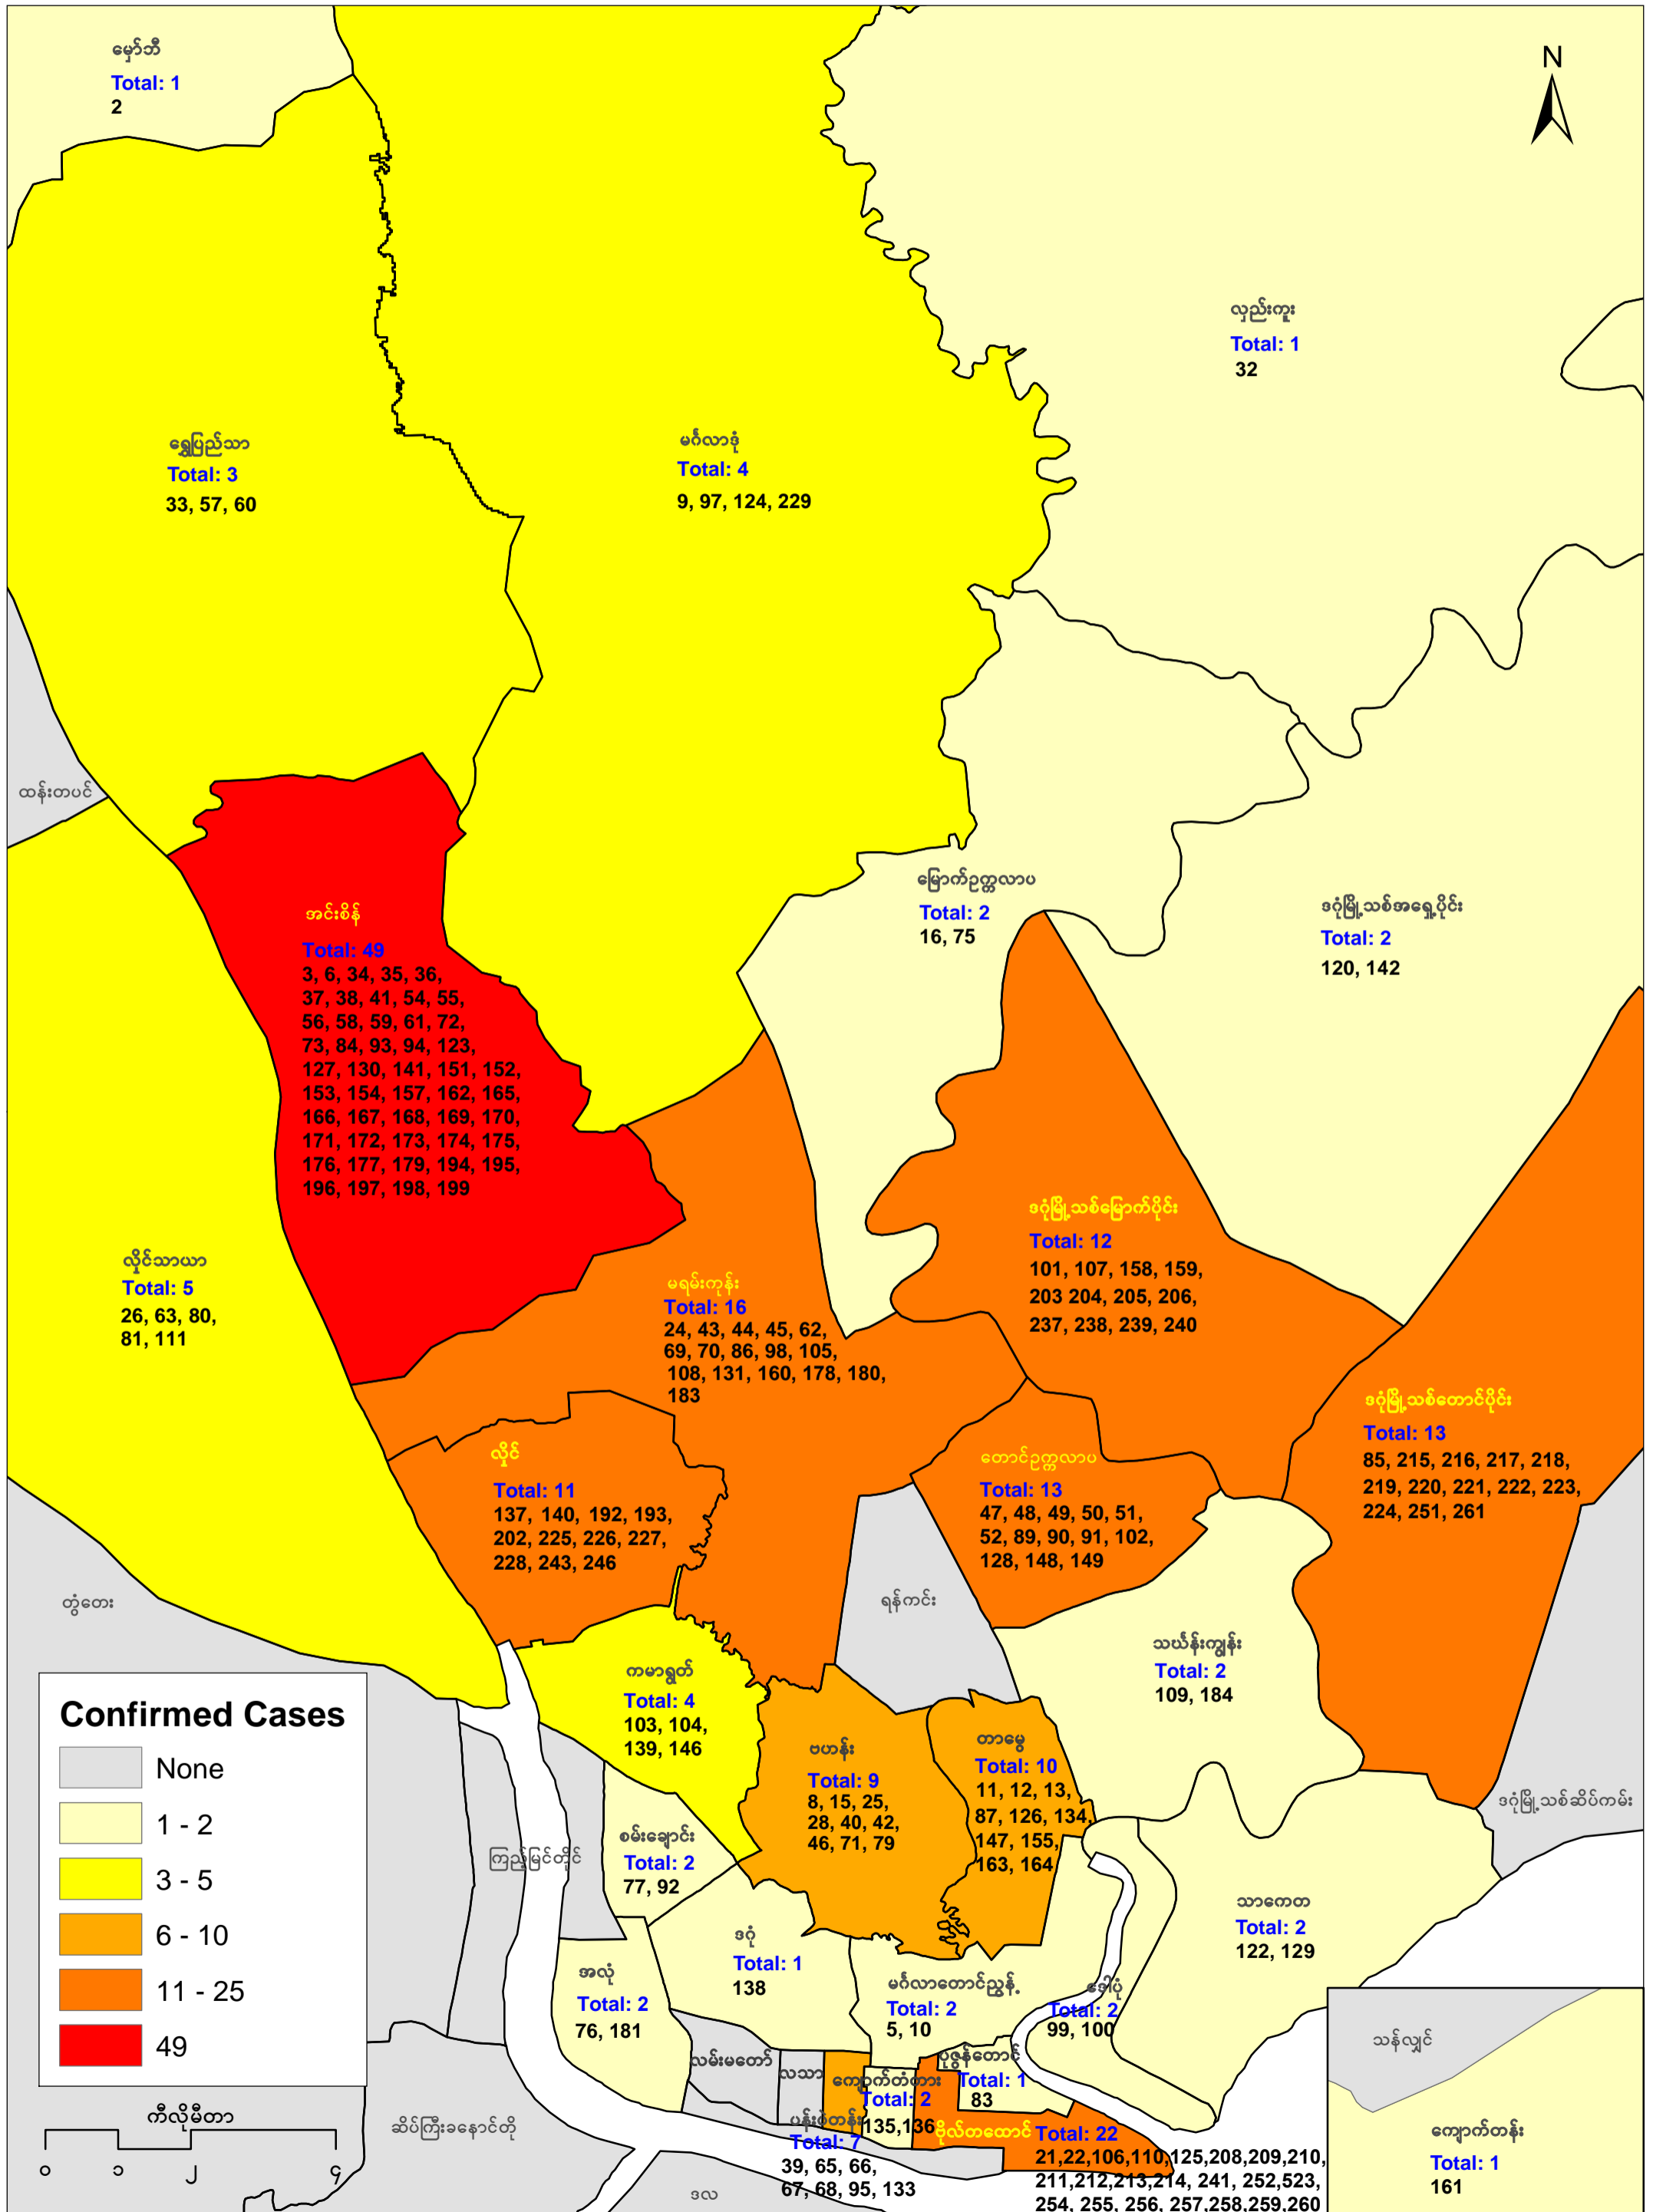 မှော်ဘီ
Total: 1
2
N
လှည်းကူး
Total: 1
32
ရွှေပြည်သာ
Total: 3
33, 57, 60
မင်္ဂလာဒုံ
Total: 4
9, 97, 124, 229
ထန်းတပင်
အင်းစိန်
Total: 49
3, 6, 34, 35, 36,
37, 38, 41, 54, 55,
56, 58, 59, 61, 72,
73, 84, 93, 94, 123,
127, 130, 141, 151, 152,
153, 154, 157, 162, 165,
166, 167, 168, 169, 170,
171, 172, 173, 174, 175,
176, 177, 179, 194, 195,
196, 197, 198, 199
မြောက်ဥက္ကလာပ
Total: 2
16, 75
ဒဂုံမြို့သစ်အရှေ့ပိုင်း
Total: 2
120, 142
လှိုင်သာယာ
Total: 5
26, 63, 80,
81, 111
မရမ်းကုန်း
Total: 16
24, 43, 44, 45, 62,
69, 70, 86, 98, 105,
108, 131, 160, 178, 180,
183
ဒဂုံမြို့သစ်မြောက်ပိုင်း
Total: 12
101, 107, 158, 159,
203 204, 205, 206,
237, 238, 239, 240
ဒဂုံမြို့သစ်တောင်ပိုင်း
Total: 13
85, 215, 216, 217, 218,
219, 220, 221, 222, 223,
224, 251, 261
လှိုင်
Total: 11
137, 140, 192, 193,
202, 225, 226, 227,
228, 243, 246
တောင်ဥက္ကလာပ
Total: 13
47, 48, 49, 50, 51,
52, 89, 90, 91, 102,
128, 148, 149
တွံတေး
ရန်ကင်း
သင်္ဃန်းကျွန်း
Total: 2
109, 184
ကမာရွတ်
Total: 4
103, 104,
139, 146
ဗဟန်း
Total: 9
8, 15, 25,
28, 40, 42,
46, 71, 79
တာမွေ
Total: 10
11, 12, 13,
87, 126, 134,
147, 155,
163, 164
ဒဂုံမြို့သစ်ဆိပ်ကမ်း
ကြည့်မြင်တိုင်
စမ်းချောင်း
Total: 2
77, 92
သာကေတ
Total: 2
122, 129
ဒဂုံ
Total: 1
138
အလုံ
Total: 2
76, 181
မင်္ဂလာတောင်ညွန့်
Total: 2
5, 10
ဒေါပုံ
Total: 2
99, 100
လမ်းမတော်
လသာ
ကျောက်တံတား
Total: 2
135,136
ပုဇွန်တောင်
Total: 1
83
ပန်းဘဲတန်း
Total: 7
39, 65, 66,
67, 68, 95, 133
ဗိုလ်တထောင်
Total: 22
21,22,106,110,125,208,209,210,
211,212,213,214, 241, 252,523,
254, 255, 256, 257,258,259,260
သန်လျှင်
ကျောက်တန်း
Total: 1
161
ဆိပ်ကြီးခနောင်တို
ဒလ
Confirmed Cases
None
1 - 2
3 - 5
6 - 10
11 - 25
49
ကီလိုမီတာ
၀ ၁ ၂ ၄